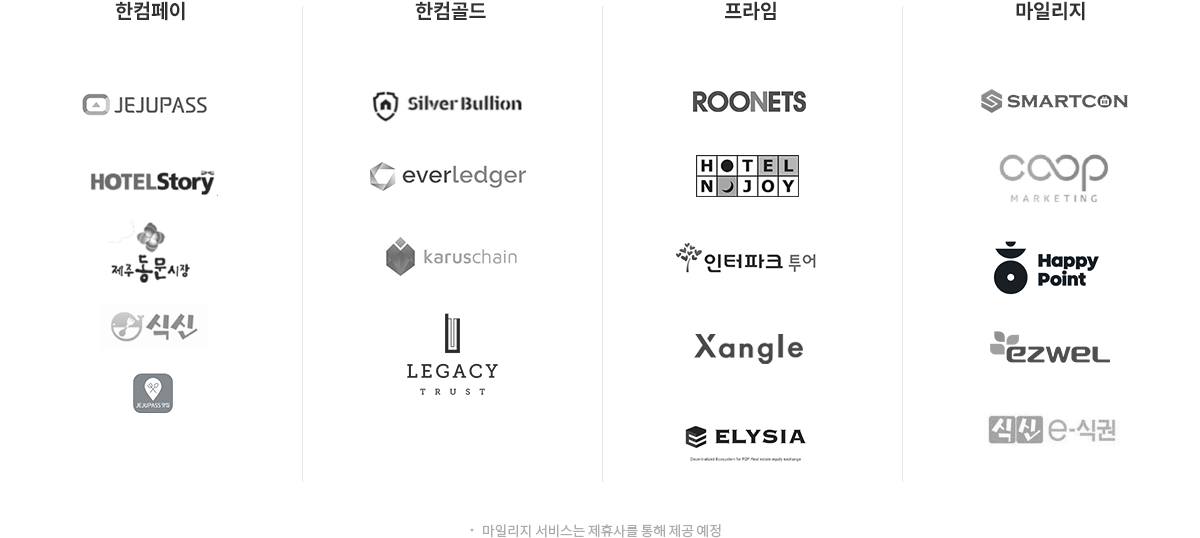 한컴페이
JEJUPASS
HOTELStory
제주동문시장
식신
JEJUPASS 맛집
한컴골드
Silver Bullion
everledger
karuschain
LEGACY
TRUST
프라임
ROONETS
HOTEL
NJOY
인터파크 투어
Xangle
ELYSIA
Decentralized Ecosystem for P2P Real estate equity exchange
마일리지
SMARTCON
coop
MARKETING
Happy
Point
ezwel
식신 e-식권
· 마일리지 서비스는 제휴사를 통해 제공 예정